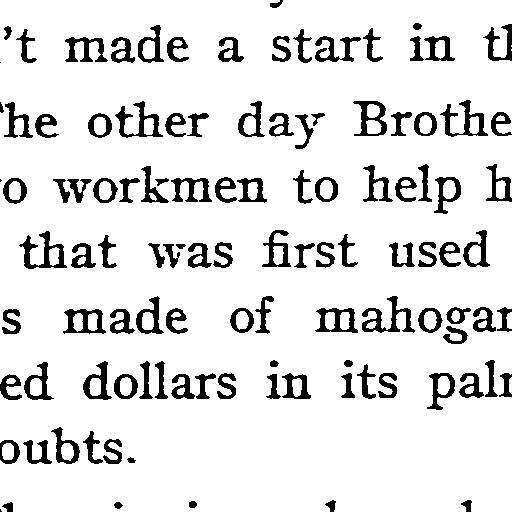 't made a start in th
he other day Brothe
o workmen to help h
that was first used
s made of mahogan
ed dollars in its paln
oubts.